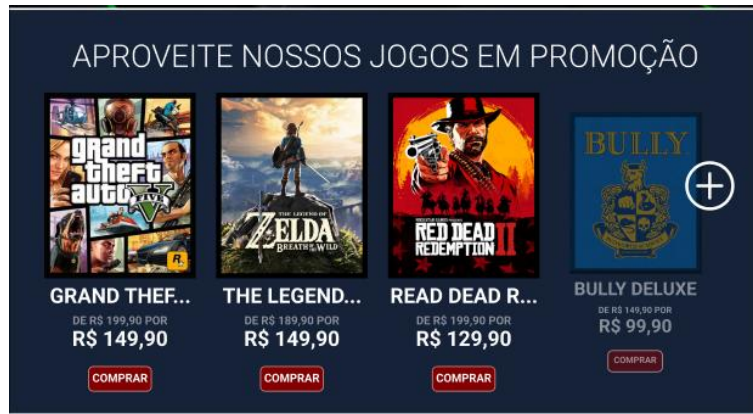 APROVEITE NOSSOS JOGOS EM PROMOÇÃO
grand
theft
auto
FIVE
R
THE LEGEND OF
ZELDA
BREATH OF THE WILD
RED DEAD
REDEMPTION II
BULLY
GRAND THEF...
DE R$ 199,90 POR
R$ 149,90
COMPRAR
THE LEGEND...
DE R$ 189,90 POR
R$ 149,90
COMPRAR
READ DEAD R...
DE R$ 199,90 POR
R$ 129,90
COMPRAR
BULLY DELUXE
DE R$ 149,90 POR
R$ 99,90
COMPRAR